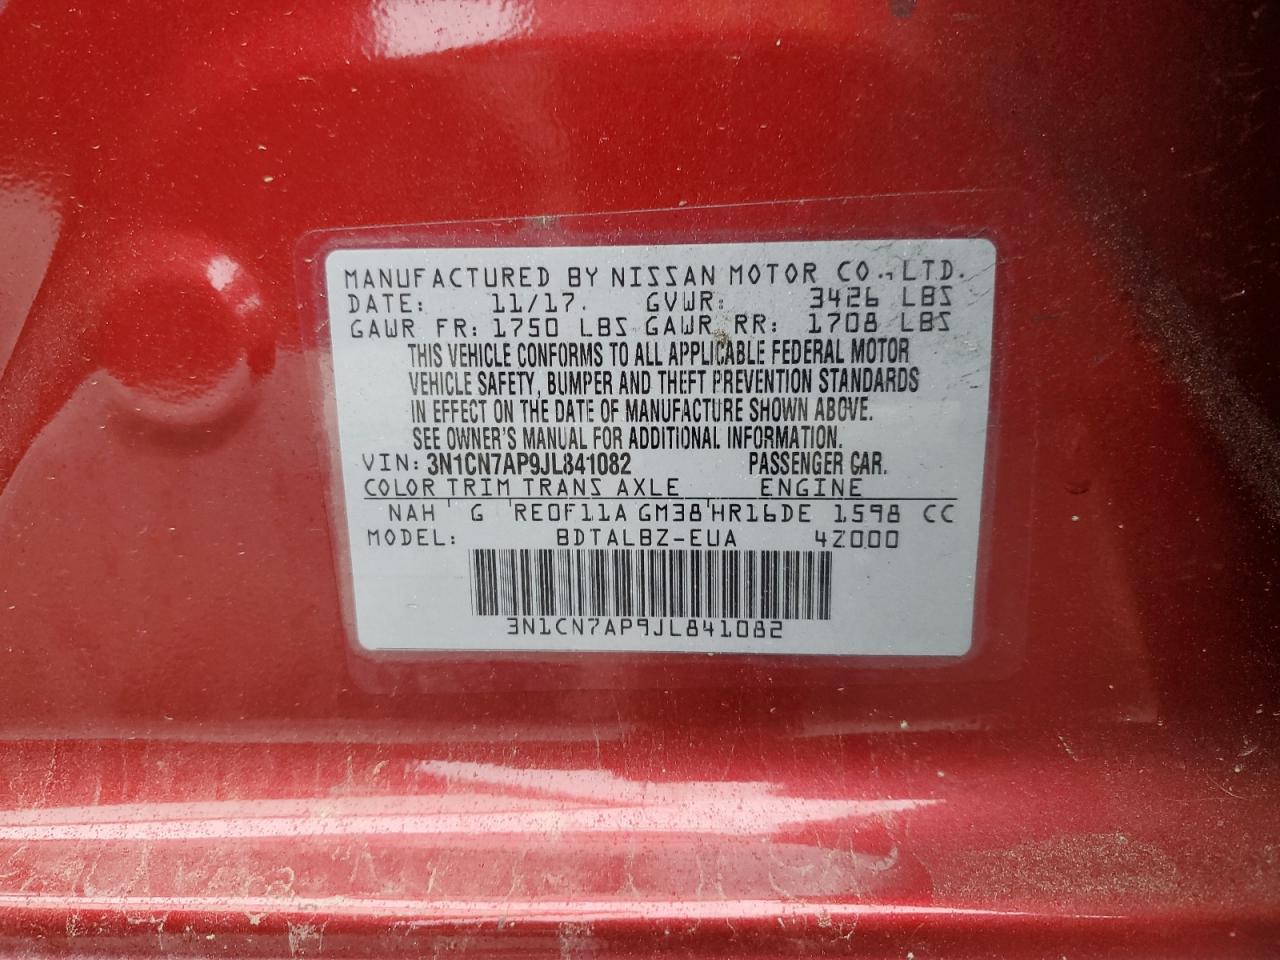 MANUFACTURED BY NISSAN MOTOR CO., LTD.
DATE: 11/17. GVWR: 3426 LBS
GAWR FR: 1750 LBS GAWR RR: 1708 LBS
THIS VEHICLE CONFORMS TO ALL APPLICABLE FEDERAL MOTOR
VEHICLE SAFETY, BUMPER AND THEFT PREVENTION STANDARDS
IN EFFECT ON THE DATE OF MANUFACTURE SHOWN ABOVE.
SEE OWNER'S MANUAL FOR ADDITIONAL INFORMATION.
VIN: 3N1CN7AP9JL841082 PASSENGER CAR.
COLOR TRIM TRANS AXLE ENGINE
NAH G RE0F11A GM38 HR16DE 1598 CC
MODEL: BDTALBZ-EUA 4Z000
3N1CN7AP9JL841082